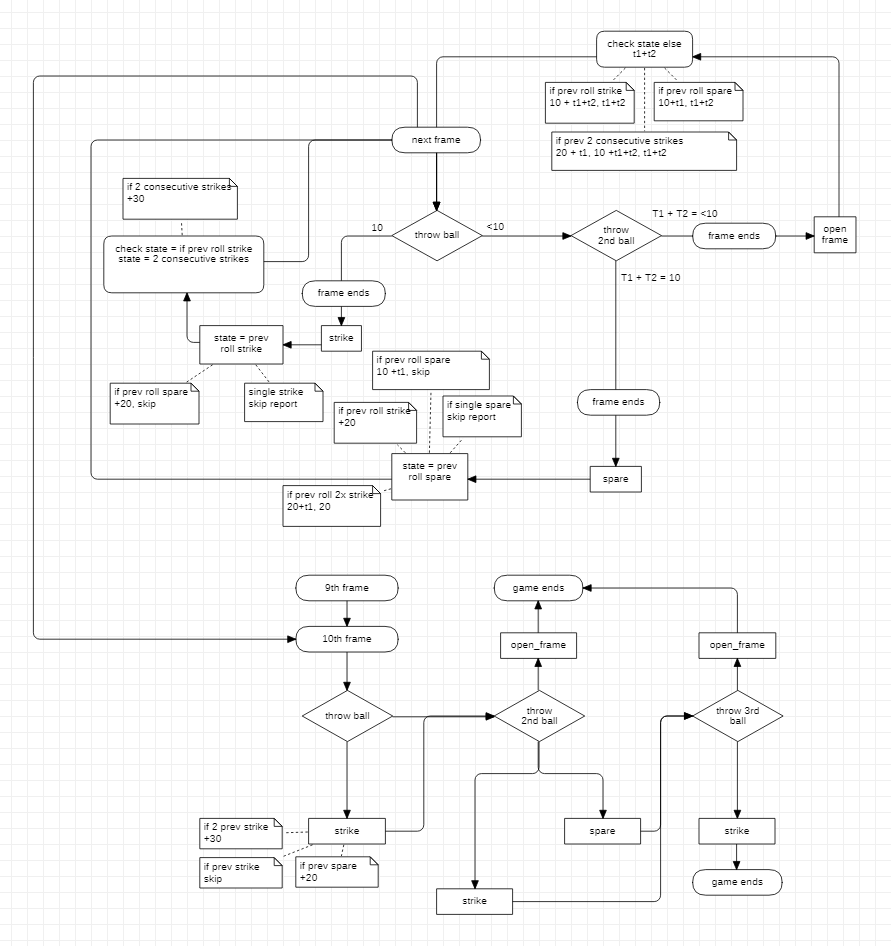 check state else
t1+t2
if prev roll strike
10 + t1+t2, t1+t2
if prev roll spare
10+t1, t1+t2
if prev 2 consecutive strikes
20 + t1, 10 +t1+t2, t1+t2
next frame
if 2 consecutive strikes
+30
check state = if prev roll strike
state = 2 consecutive strikes
10
throw ball
<10
throw
2nd ball
T1 + T2 = <10
frame ends
open
frame
T1 + T2 = 10
frame ends
strike
state = prev
roll strike
if prev roll spare
+20, skip
single strike
skip report
if prev roll spare
10 +t1, skip
if prev roll strike
+20
if single spare
skip report
frame ends
state = prev
roll spare
spare
if prev roll 2x strike
20+t1, 20
9th frame
10th frame
game ends
open_frame
open_frame
throw ball
throw
2nd ball
throw 3rd
ball
if 2 prev strike
+30
strike
if prev strike
skip
if prev spare
+20
spare
strike
strike
game ends